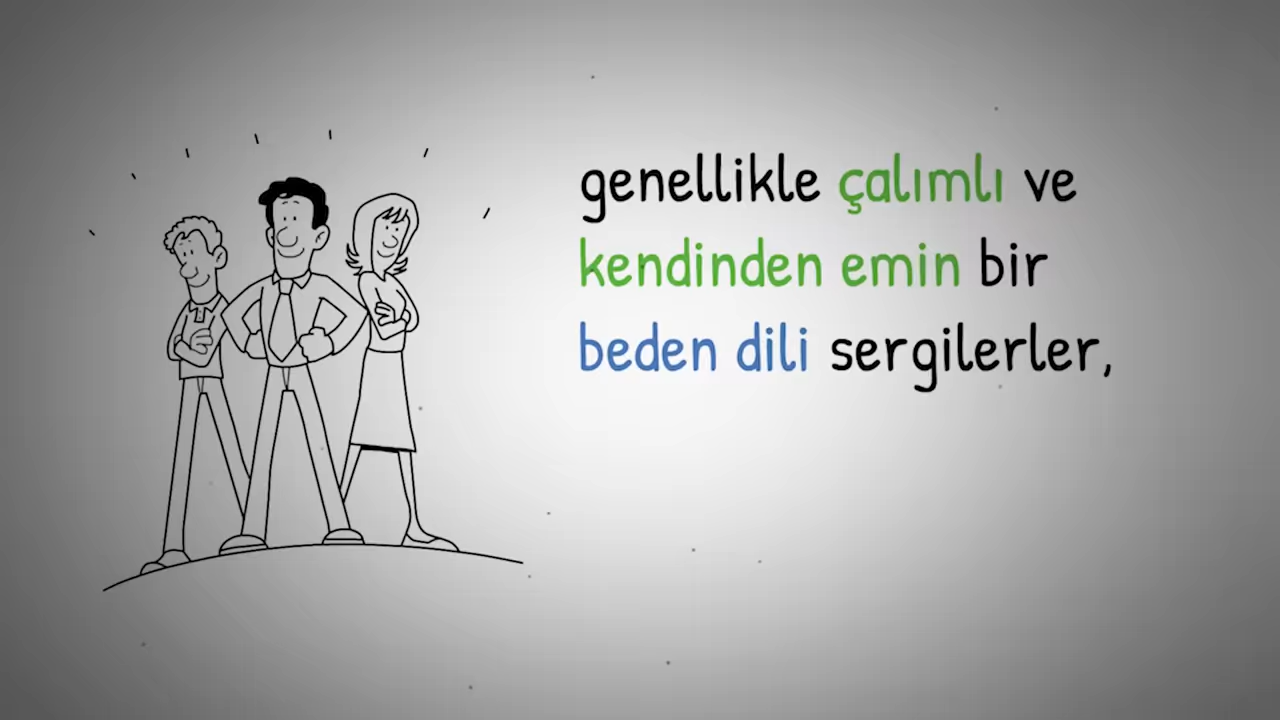 genellikle çalımlı ve
kendinden emin bir
beden dili sergilerler,